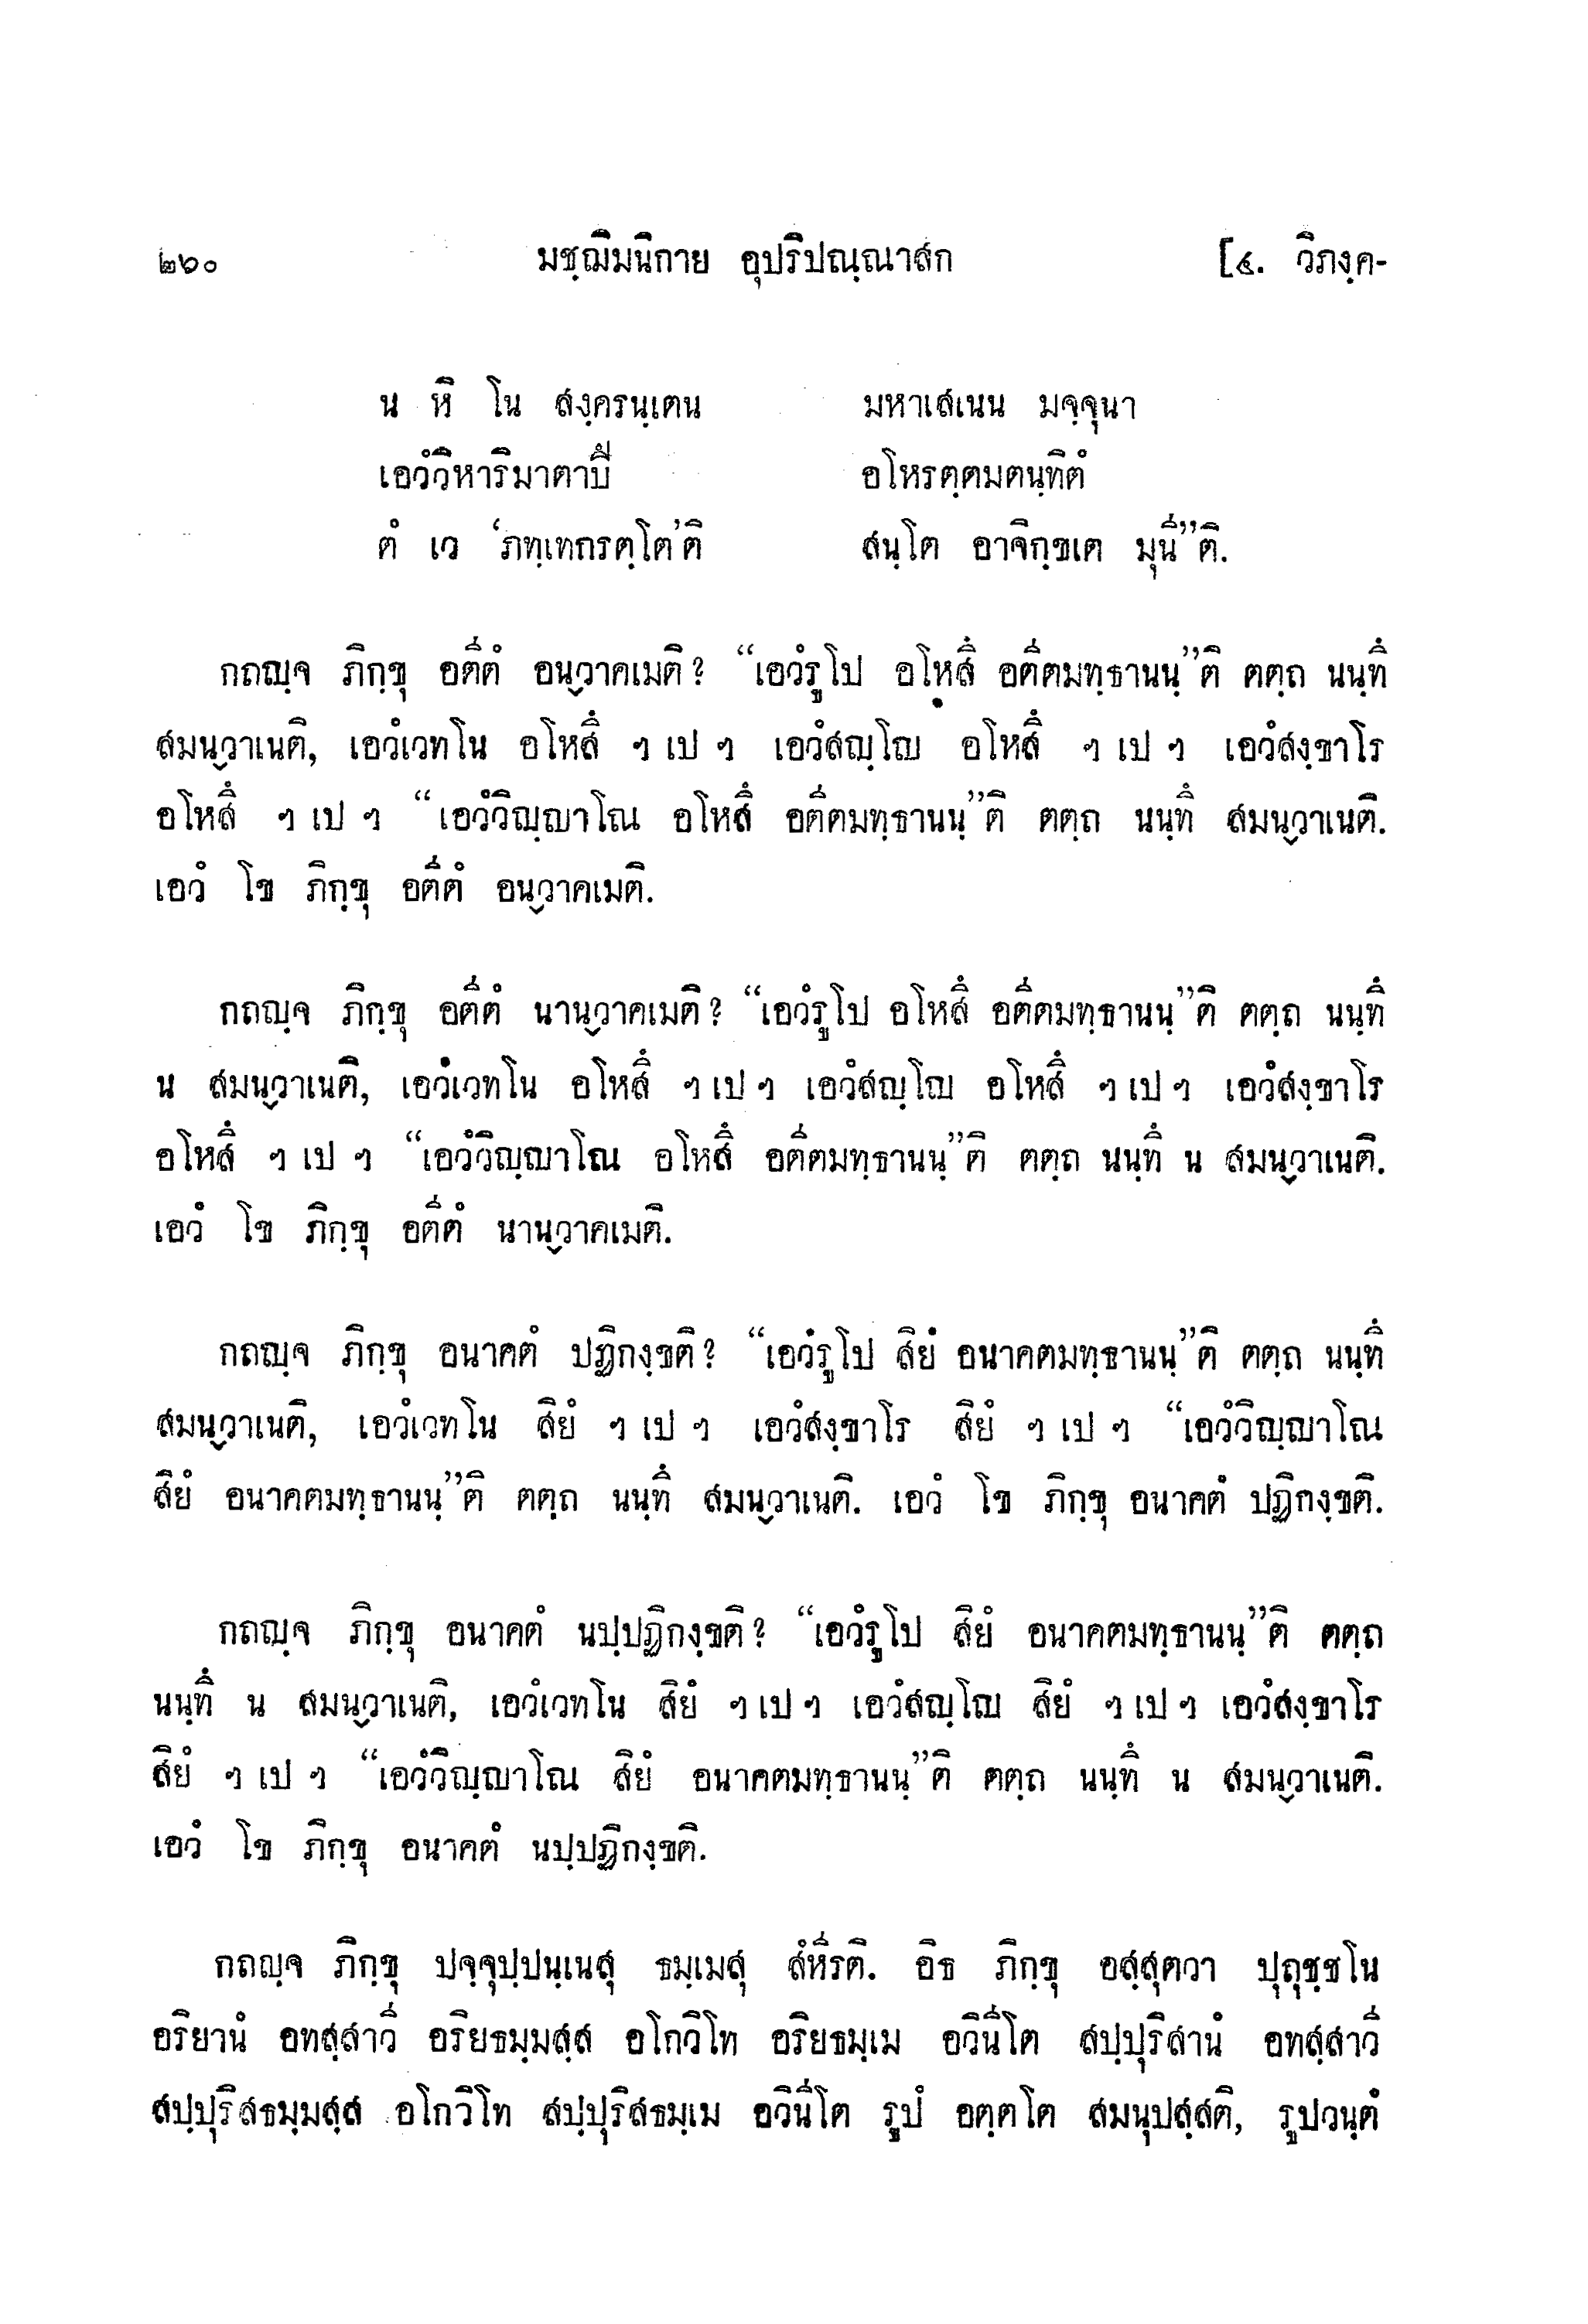 ๒๖๐ มชฺฌิมนิกาย อุปริปณฺณาสก [๔. วิภงฺค-
น หิ โน สงฺครนฺเตน มหาเสเนน มจฺจุนา
เอวํวิหาริมาตาปี อโหรตฺตมตนฺทิตํ
ตํ เว ‘ภทฺเทกรตฺโต’ติ สนฺโต อาจิกฺขเต มุนี”ติ.
กถญฺจ ภิกฺขุ อตีตํ อนฺวาคเมติ? “เอวํรูโป อโหสึ อตีตมทฺธานนฺ”ติ ตตฺถ นนฺทึ
สมนฺวาเนติ, เอวํเวทโน อโหสึ ฯ เป ฯ เอวํสญฺโญ อโหสึ ฯ เป ฯ เอวํสงฺขาโร
อโหสึ ฯ เป ฯ “เอวํวิญฺญาโณ อโหสึ อตีตมทฺธานนฺ”ติ ตตฺถ นนฺทึ สมนฺวาเนติ.
เอวํ โข ภิกฺขุ อตีตํ อนฺวาคเมติ.
กถญฺจ ภิกฺขุ อตีตํ นานฺวาคเมติ? “เอวํรูโป อโหสึ อตีตมทฺธานนฺ”ติ ตตฺถ นนฺทึ
น สมนฺวาเนติ, เอวํเวทโน อโหสึ ฯ เป ฯ เอวํสญฺโญ อโหสึ ฯ เป ฯ เอวํสงฺขาโร
อโหสึ ฯ เป ฯ “เอวํวิญฺญาโณ อโหสึ อตีตมทฺธานนฺ”ติ ตตฺถ นนฺทึ น สมนฺวาเนติ.
เอวํ โข ภิกฺขุ อตีตํ นานฺวาคเมติ.
กถญฺจ ภิกฺขุ อนาคตํ ปฏิกงฺขติ? “เอวํรูโป สิยํ อนาคตมทฺธานนฺ”ติ ตตฺถ นนฺทึ
สมนฺวาเนติ, เอวํเวทโน สิยํ ฯ เป ฯ เอวํสงฺขาโร สิยํ ฯ เป ฯ “เอวํวิญฺญาโณ
สิยํ อนาคตมทฺธานนฺ”ติ ตตฺถ นนฺทึ สมนฺวาเนติ. เอวํ โข ภิกฺขุ อนาคตํ ปฏิกงฺขติ.
กถญฺจ ภิกฺขุ อนาคตํ นปฺปฏิกงฺขติ? “เอวํรูโป สิยํ อนาคตมทฺธานนฺ”ติ ตตฺถ
นนฺทึ น สมนฺวาเนติ, เอวํเวทโน สิยํ ฯ เป ฯ เอวํสญฺโญ สิยํ ฯ เป ฯ เอวํสงฺขาโร
สิยํ ฯ เป ฯ “เอวํวิญฺญาโณ สิยํ อนาคตมทฺธานนฺ”ติ ตตฺถ นนฺทึ น สมนฺวาเนติ.
เอวํ โข ภิกฺขุ อนาคตํ นปฺปฏิกงฺขติ.
กถญฺจ ภิกฺขุ ปจฺจุปฺปนฺเนสุ ธมฺเมสุ สํหีรติ. อิธ ภิกฺขุ อสฺสุตวา ปุถุชฺชโน
อริยานํ อทสฺสาวี อริยธมฺมสฺส อโกวิโท อริยธมฺเม อวินีโต สปฺปุริสานํ อทสฺสาวี
สปฺปุริสธมฺมสฺส อโกวิโท สปฺปุริสธมฺเม อวินีโต รูปํ อตฺตโต สมนุปสฺสติ, รูปวนฺตํ